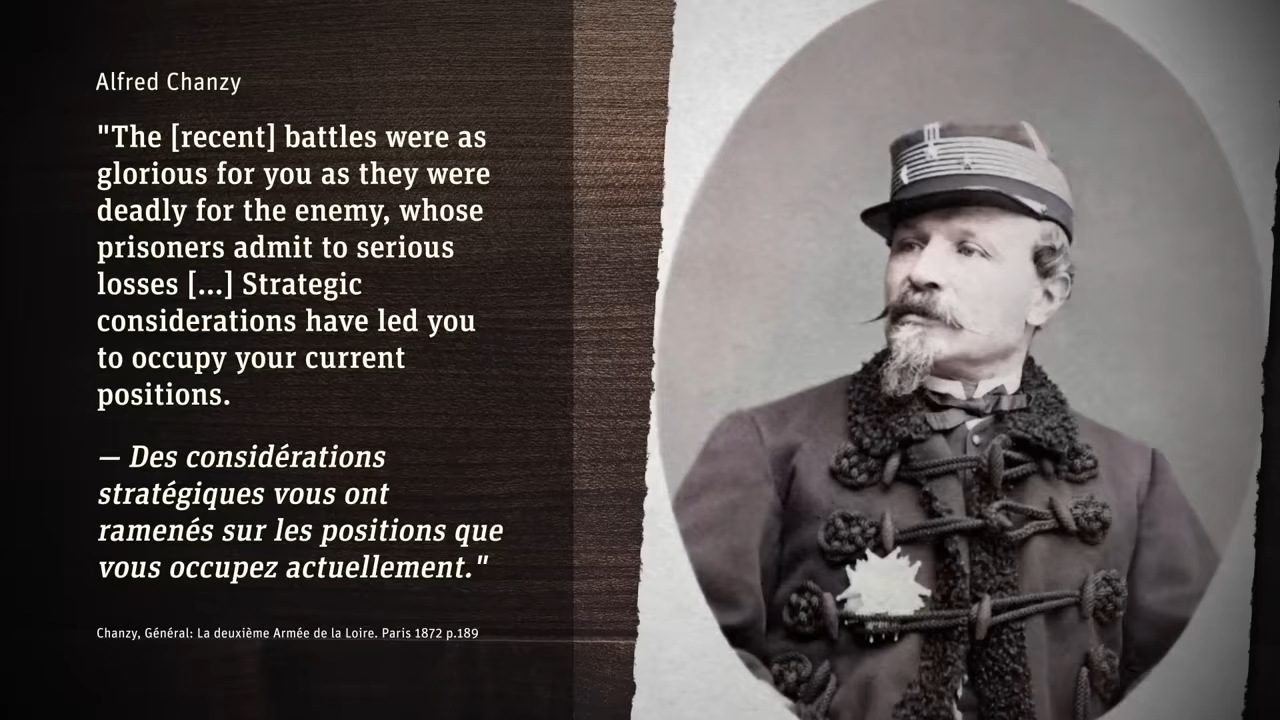 Alfred Chanzy
"The [recent] battles were as
glorious for you as they were
deadly for the enemy, whose
prisoners admit to serious
losses [...] Strategic
considerations have led you
to occupy your current
positions.
— Des considérations
stratégiques vous ont
ramenés sur les positions que
vous occupez actuellement."
Chanzy, Général: La deuxième Armée de la Loire. Paris 1872 p.189